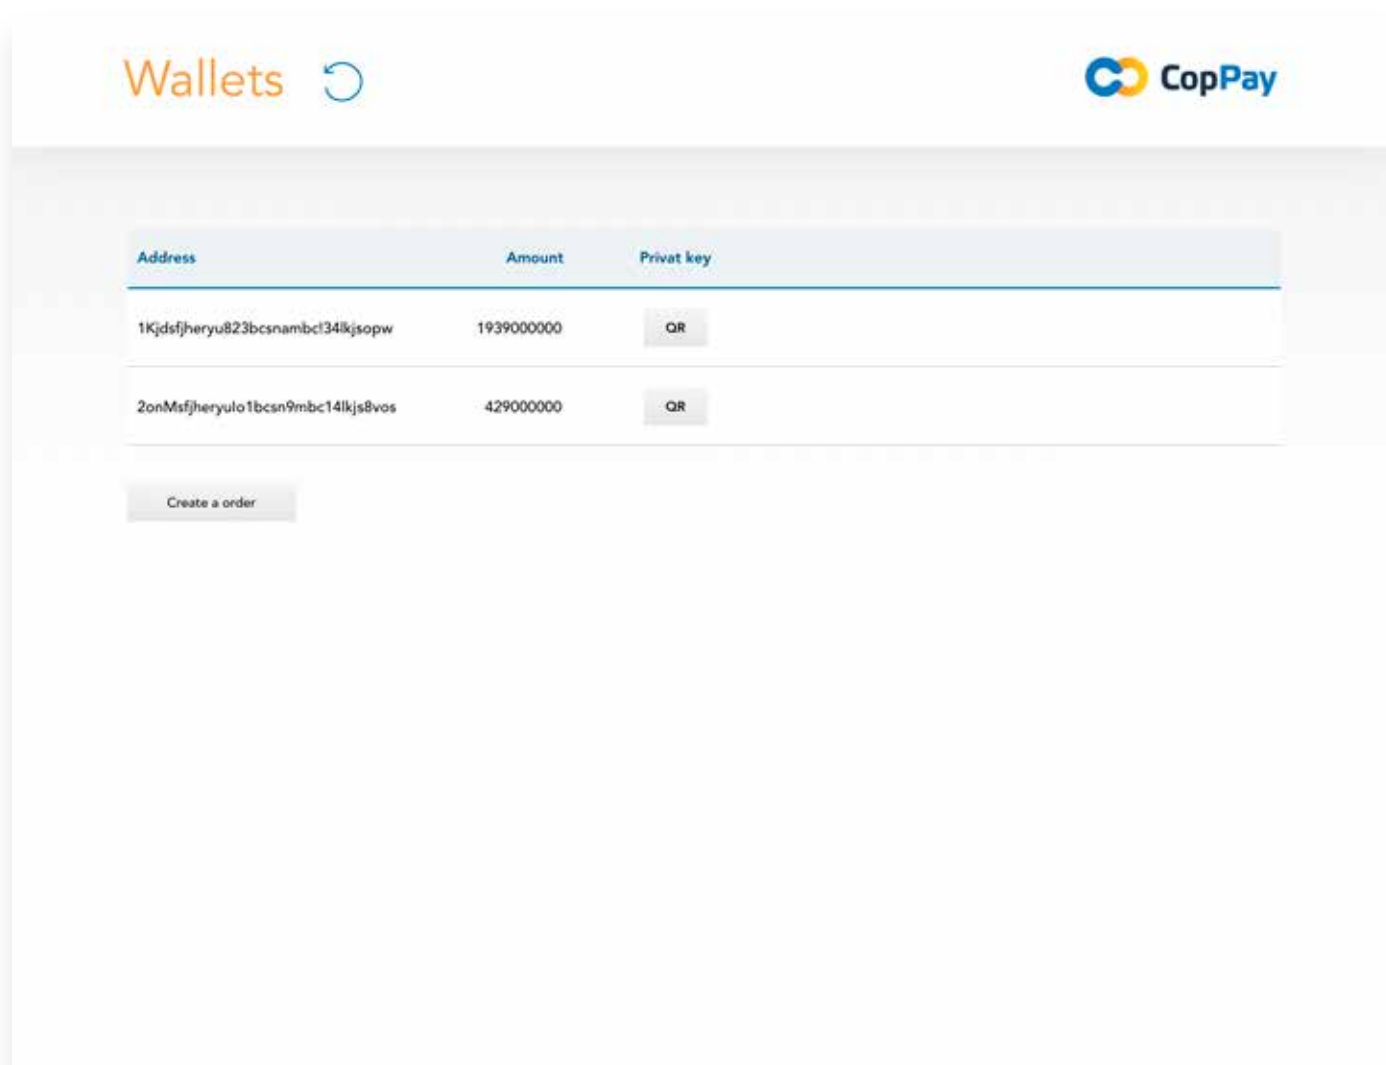 Wallets
CopPay
Address Amount Privat key
1Kjdsfjheryu823bcsnambc!34lkjsopw 1939000000 QR
2onMsfjheryulo1bcsn9mbc14lkjs8vos 429000000 QR
Create a order